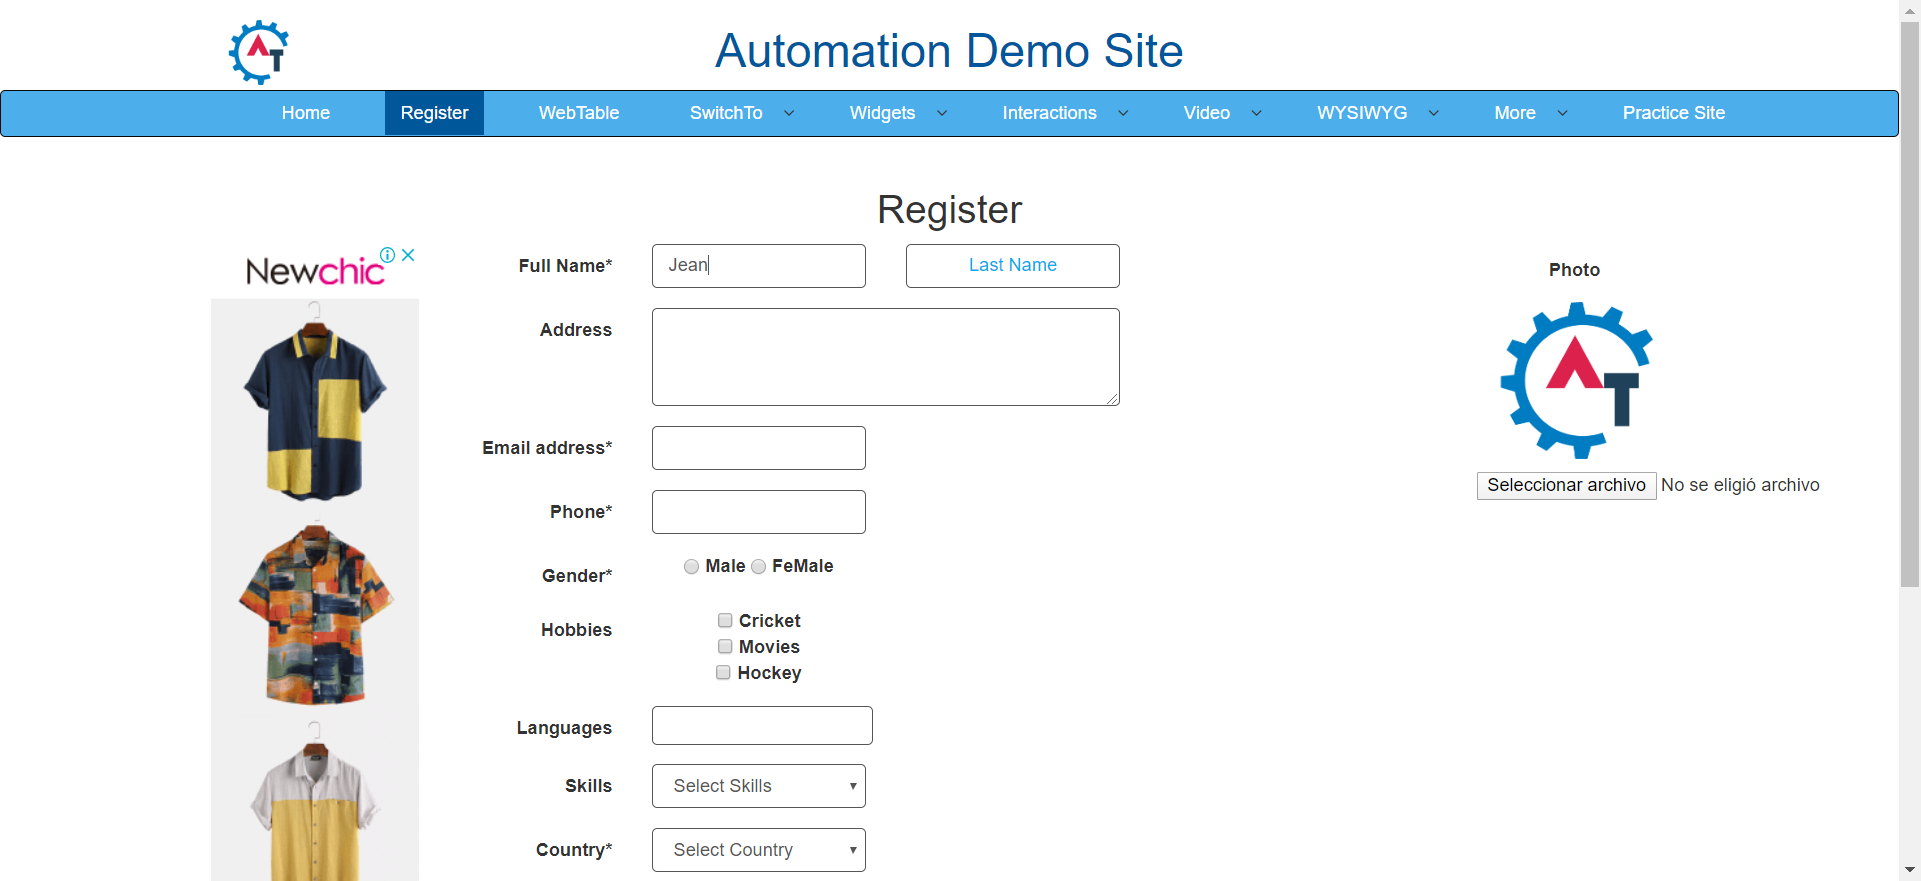 AT
Automation Demo Site
Home Register WebTable SwitchTo Widgets Interactions Video WYSIWYG More Practice Site
Register
Newchic
Full Name* Jean Last Name
Photo
Address
AT
Email address*
Seleccionar archivo No se eligió archivo
Phone*
Gender* Male FeMale
Hobbies Cricket
Movies
Hockey
Languages
Skills Select Skills
Country* Select Country